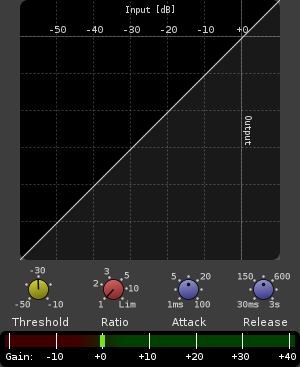 Input [dB]
-50 -40 -30 -20 -10 +0
Output
-30 3 5 5 20 150 600
2 10
-50 -10 1 Lim 1ms 100 30ms 3s
Threshold Ratio Attack Release
Gain: -10 +0 +10 +20 +30 +40